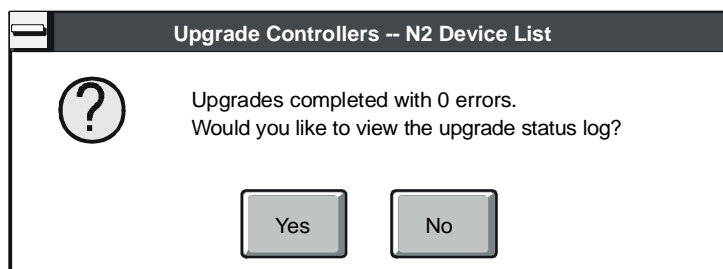 Upgrade Controllers -- N2 Device List
?
Upgrades completed with 0 errors.
Would you like to view the upgrade status log?
Yes
No